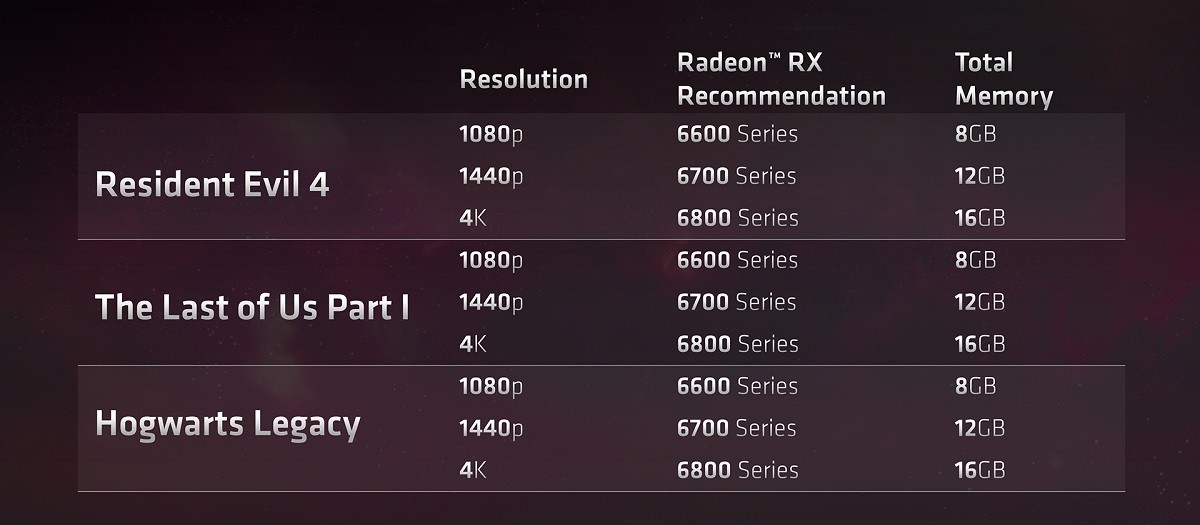 Resolution Radeon™ RX Recommendation Total Memory
Resident Evil 4
1080p 6600 Series 8GB
1440p 6700 Series 12GB
4K 6800 Series 16GB
The Last of Us Part I
1080p 6600 Series 8GB
1440p 6700 Series 12GB
4K 6800 Series 16GB
Hogwarts Legacy
1080p 6600 Series 8GB
1440p 6700 Series 12GB
4K 6800 Series 16GB